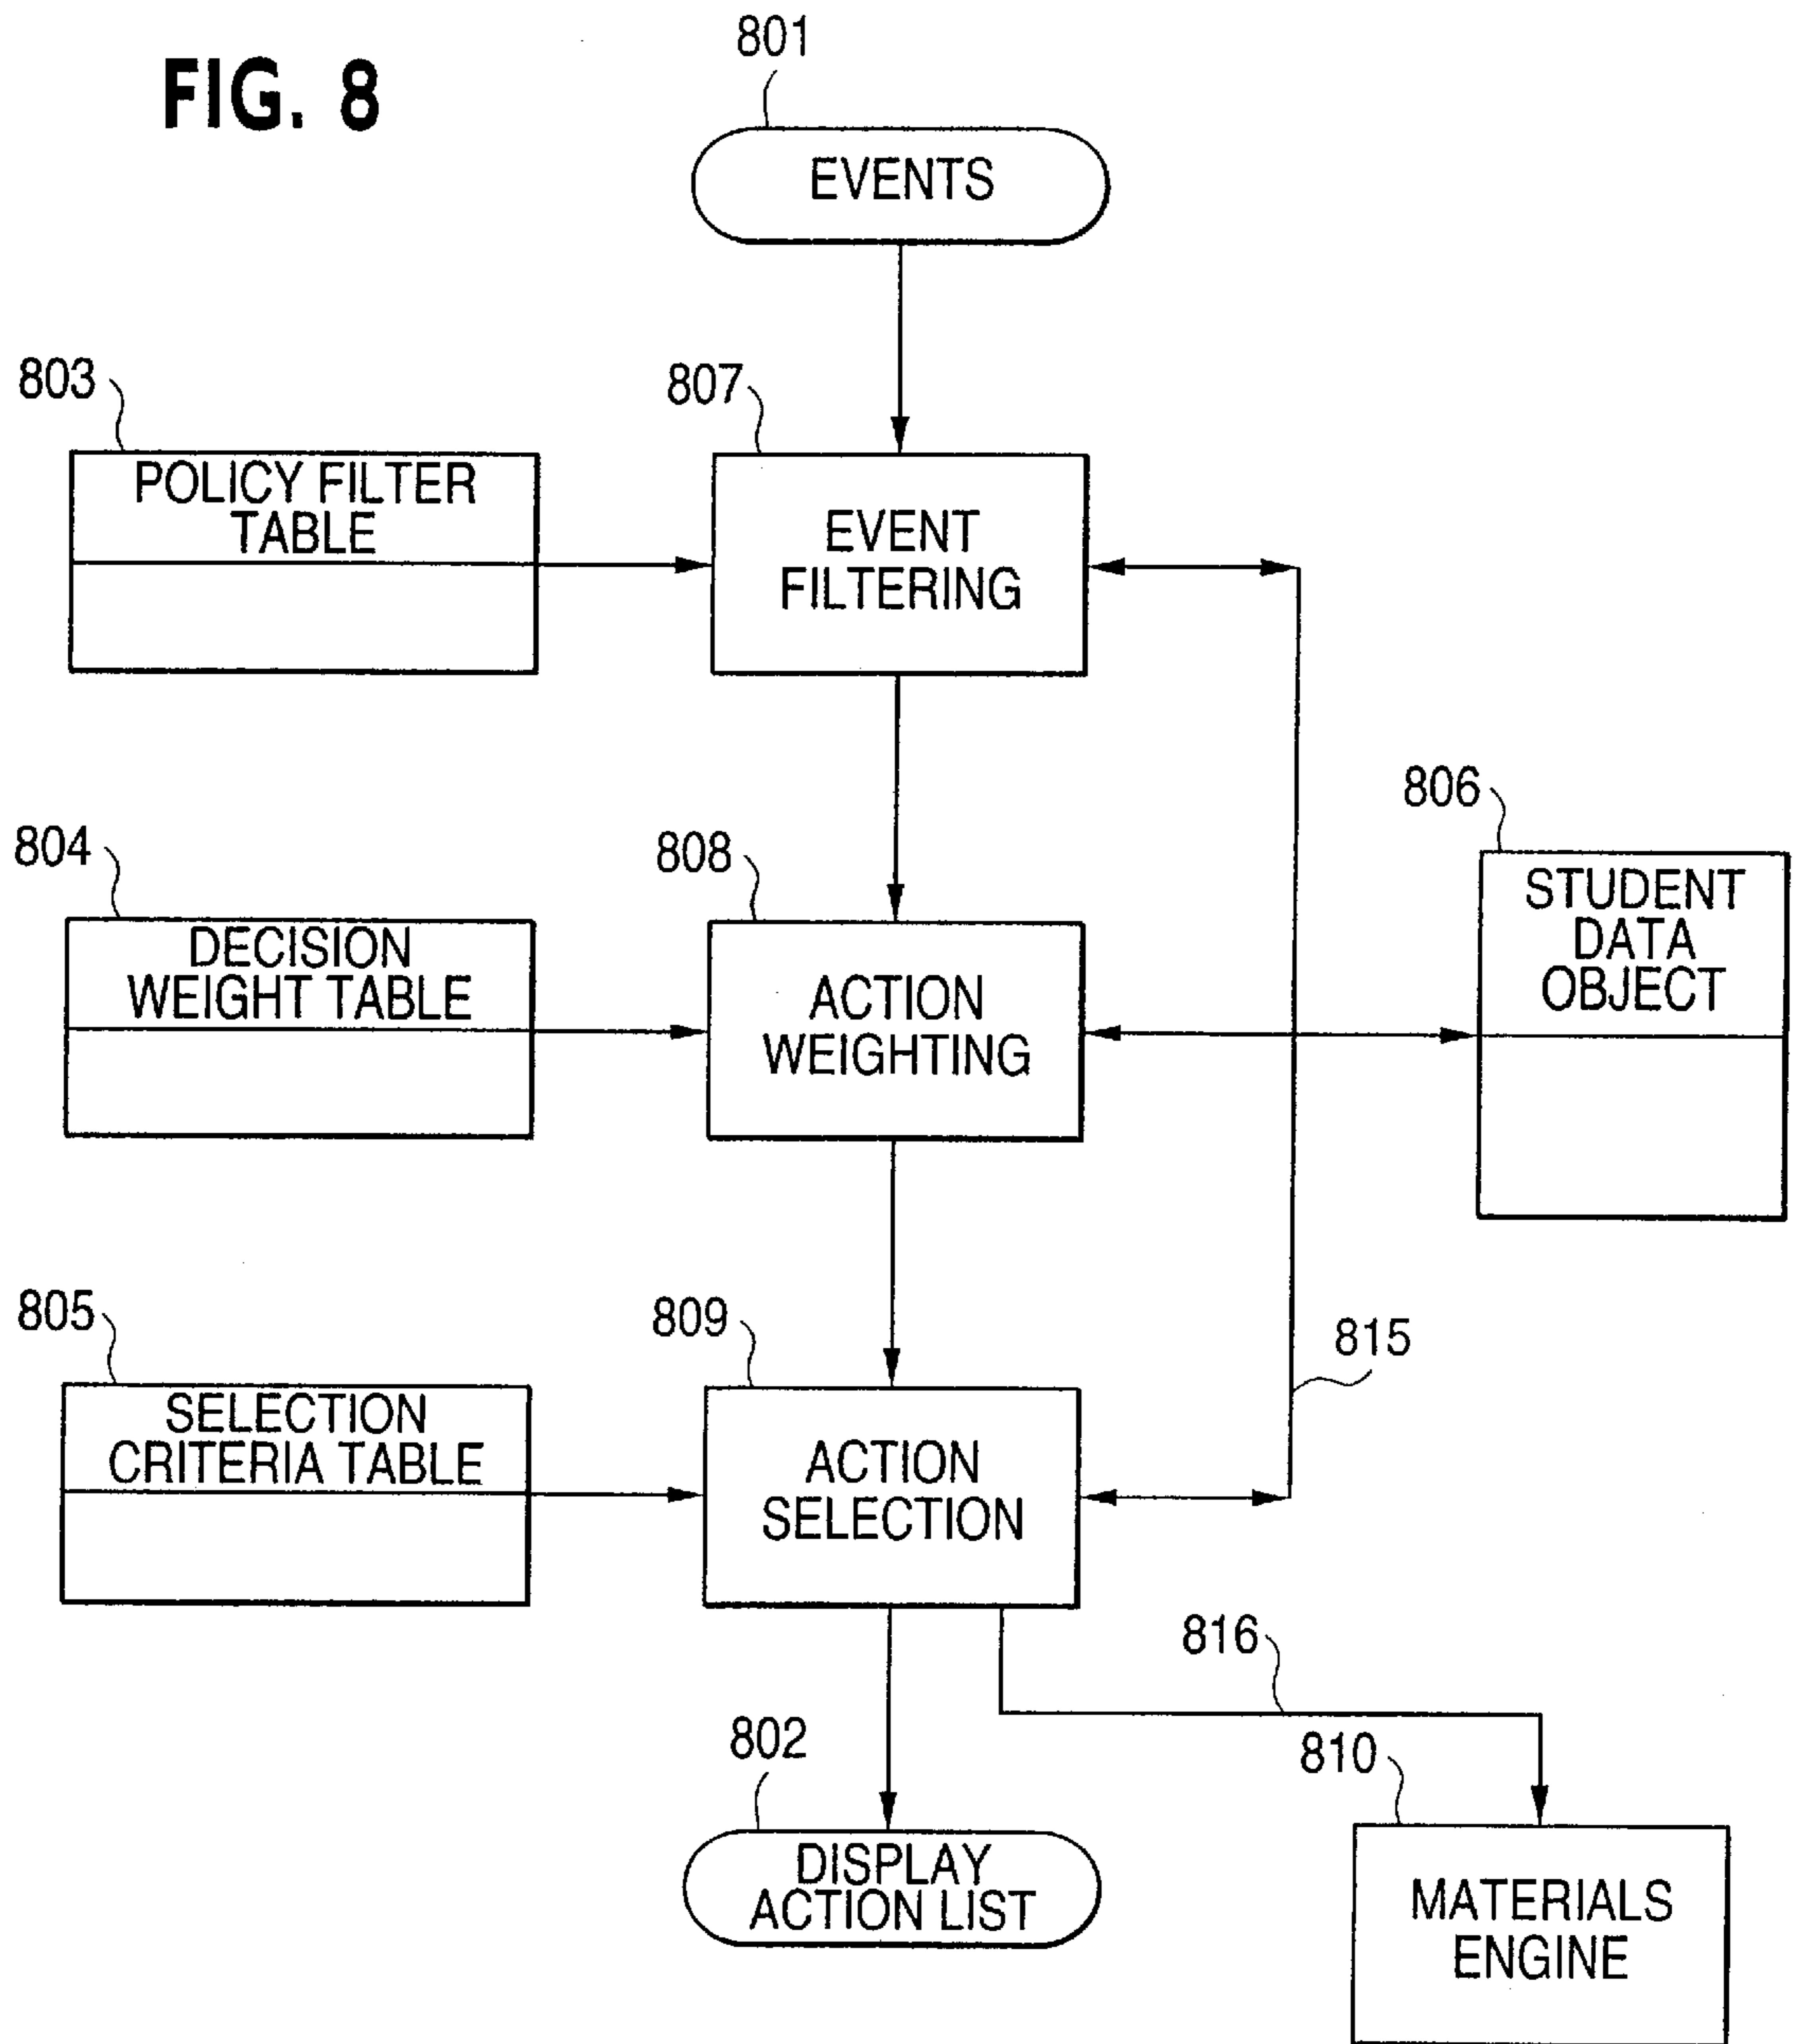 FIG. 8
801
EVENTS
803
807
POLICY FILTER
TABLE
EVENT
FILTERING
804
808
806
DECISION
WEIGHT TABLE
ACTION
WEIGHTING
STUDENT
DATA
OBJECT
805
809
815
SELECTION
CRITERIA TABLE
ACTION
SELECTION
816
802
810
DISPLAY
ACTION LIST
MATERIALS
ENGINE